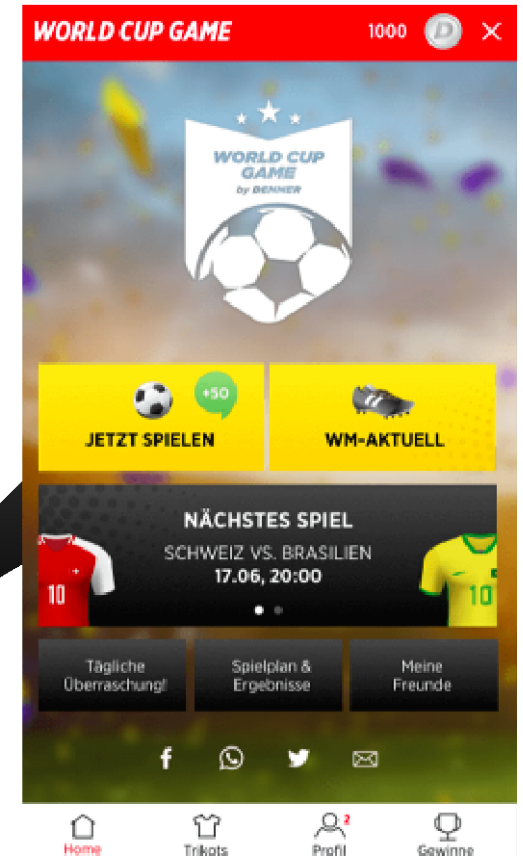 WORLD CUP GAME 1000 D
WORLD CUP
GAME
by DENNER
+50
JETZT SPIELEN
WM-AKTUELL
NÄCHSTES SPIEL
SCHWEIZ VS. BRASILIEN
17.06, 20:00
10
10
Tägliche
Überraschung!
Spielplan &
Ergebnisse
Meine
Freunde
f
2
Home
Trikots
Profil
Gewinne